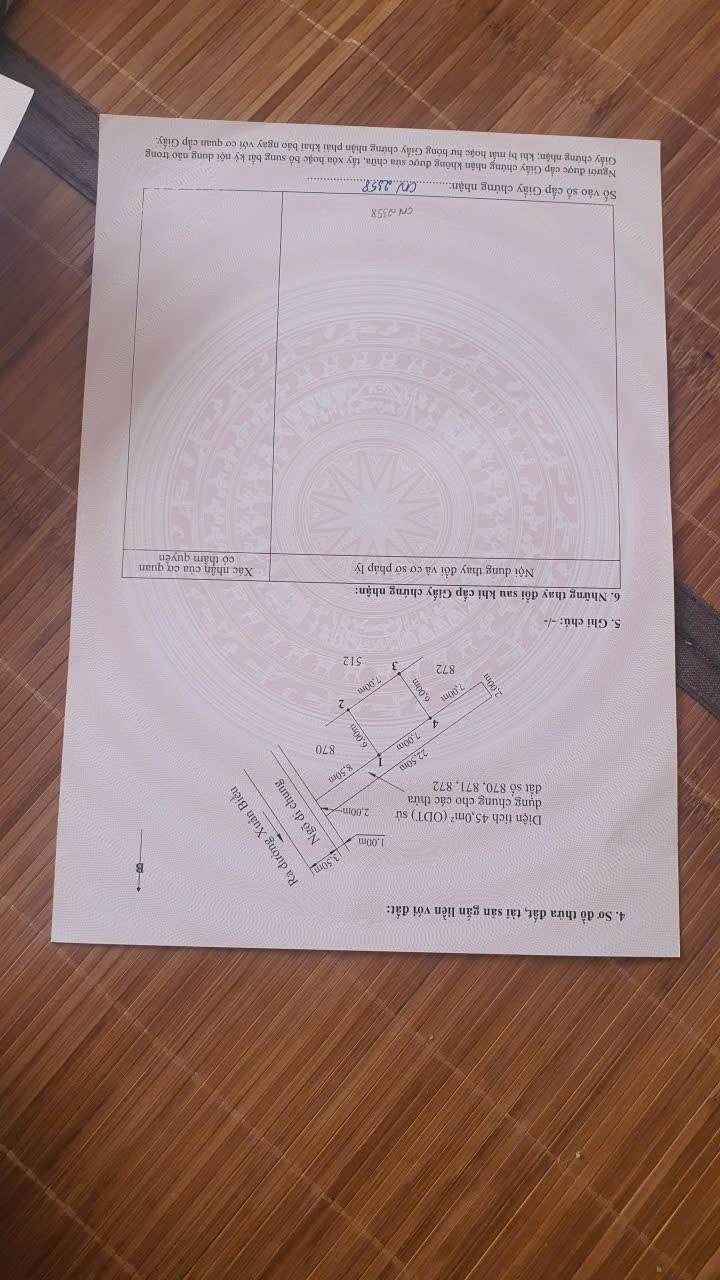 4. Sơ đồ thửa đất, tài sản gắn liền với đất:
B
Ra đường Xuân Biểu
Ngõ đi chung
13,50m
1,00m
2,00m
Diện tích 45,0m² (ODT) sử
dụng chung cho các thửa
đất số 870, 871, 872
8,50m
22,50m
870
1
7,00m
6,00m
4
2
7,00m
6,00m
2,00m
7,00m
872
3
512
5. Ghi chú: -/-
6. Những thay đổi sau khi cấp Giấy chứng nhận:
Nội dung thay đổi và cơ sở pháp lý
Xác nhận của cơ quan
có thẩm quyền
CN 2358
Số vào sổ cấp Giấy chứng nhận: CN 2358
Người được cấp Giấy chứng nhận không được sửa chữa, tẩy xóa hoặc bổ sung bất kỳ nội dung nào trong
Giấy chứng nhận; khi bị mất hoặc hư hỏng Giấy chứng nhận phải khai báo ngay với cơ quan cấp Giấy.